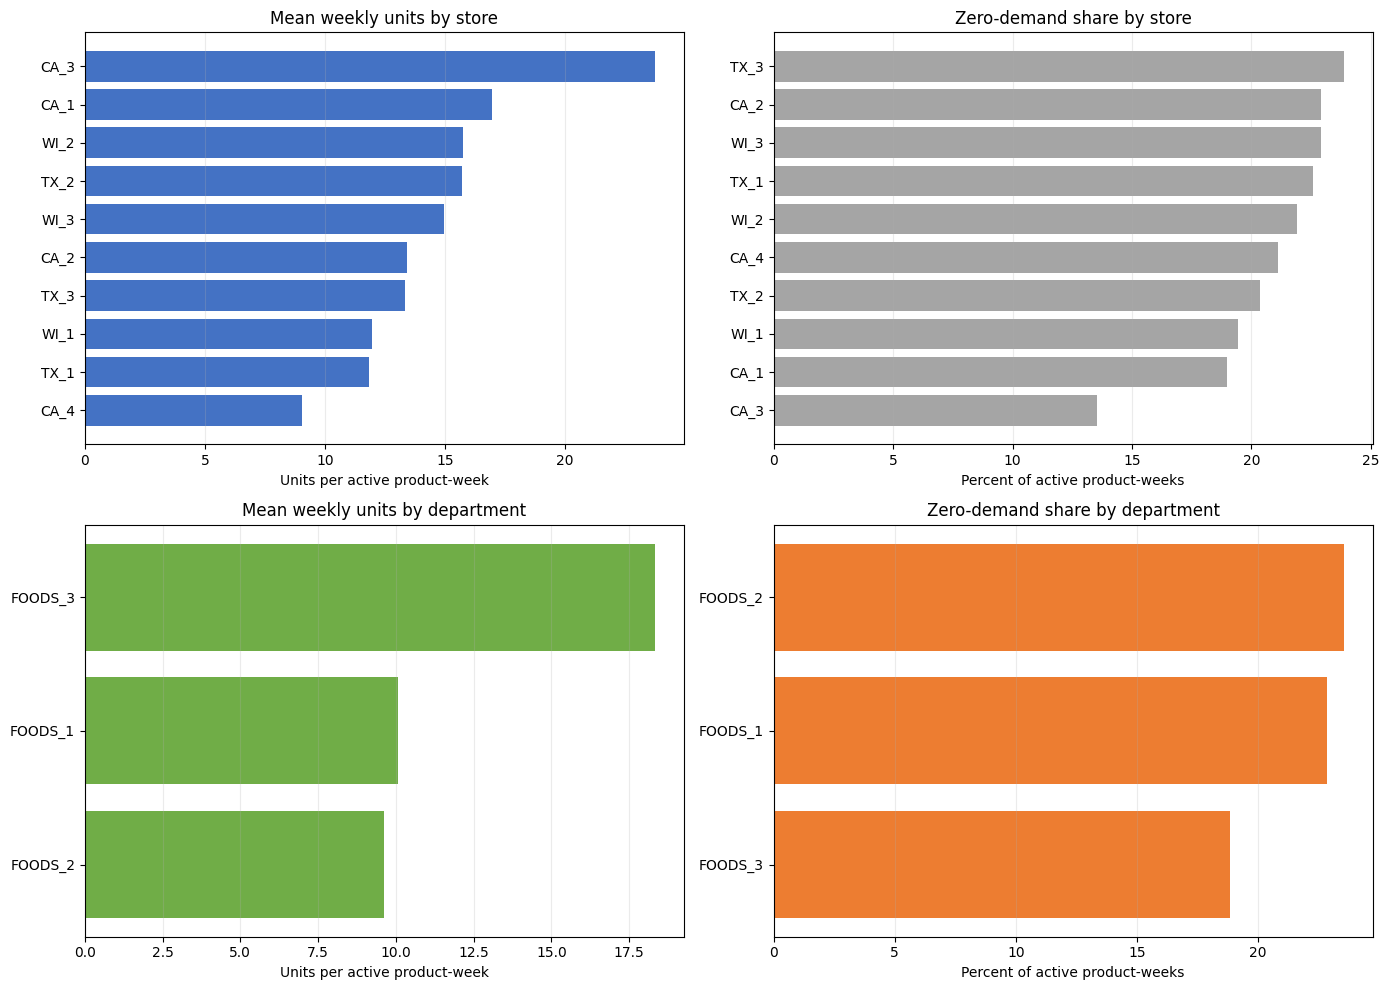 Mean weekly units by store
CA_3
CA_1
WI_2
TX_2
WI_3
CA_2
TX_3
WI_1
TX_1
CA_4
0 5 10 15 20
Units per active product-week
Zero-demand share by store
TX_3
CA_2
WI_3
TX_1
WI_2
CA_4
TX_2
WI_1
CA_1
CA_3
0 5 10 15 20 25
Percent of active product-weeks
Mean weekly units by department
FOODS_3
FOODS_1
FOODS_2
0.0 2.5 5.0 7.5 10.0 12.5 15.0 17.5
Units per active product-week
Zero-demand share by department
FOODS_2
FOODS_1
FOODS_3
0 5 10 15 20
Percent of active product-weeks